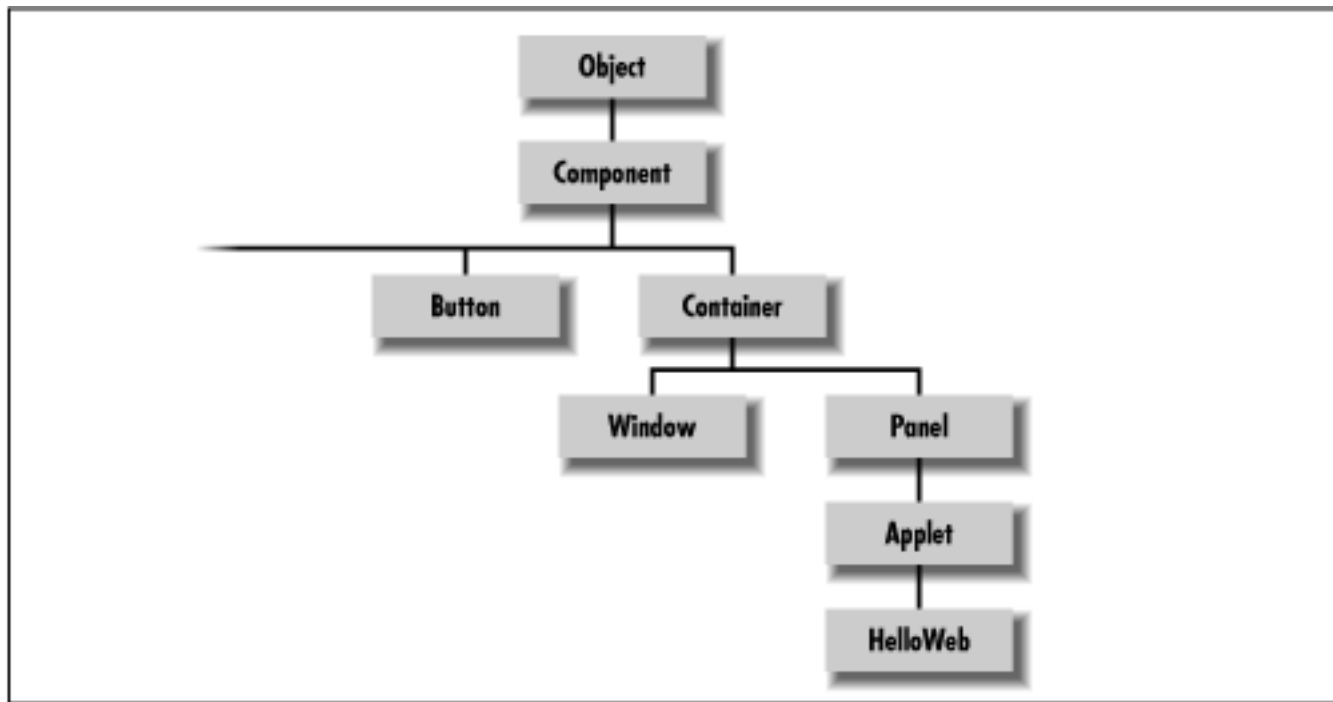 Object
Component
Button
Container
Window
Panel
Applet
HelloWeb